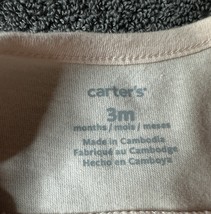 carter's
3m
months / mois / meses
Made in Cambodia
Fabriqué au Cambodge
Hecho en Camboya